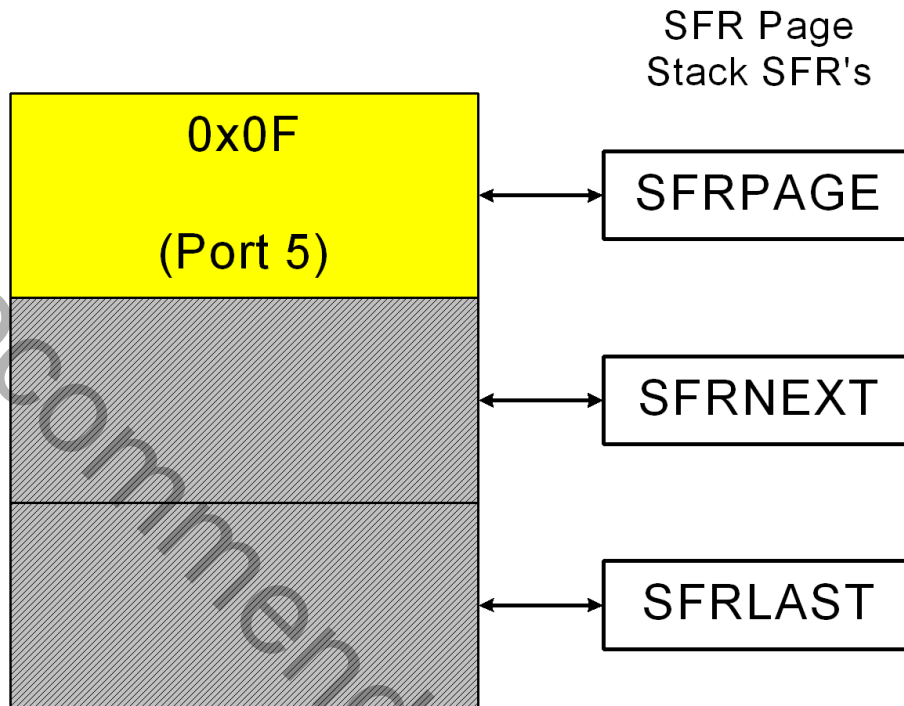 SFR Page
Stack SFR's
0x0F
(Port 5)
SFRPAGE
SFRNEXT
SFRLAST